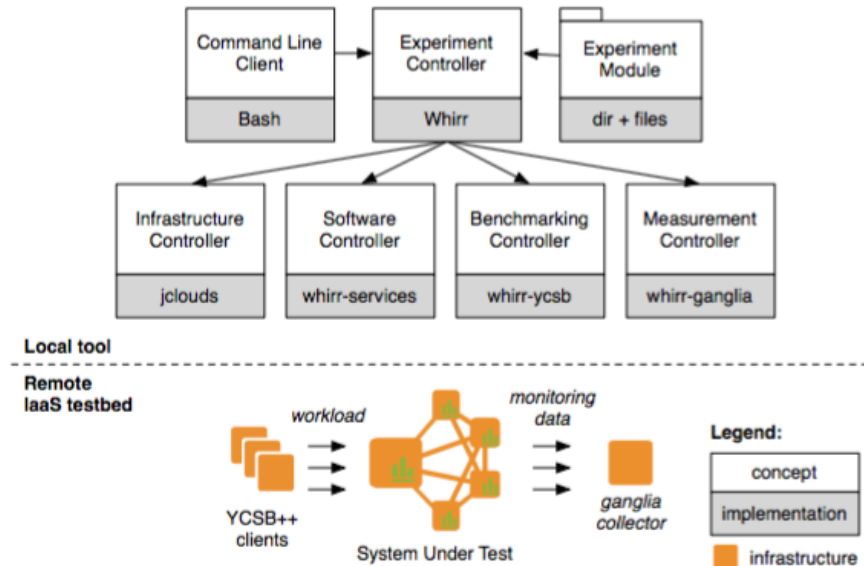 Command Line
Client
Bash
Experiment
Controller
Whirr
Experiment
Module
dir + files
Infrastructure
Controller
jclouds
Software
Controller
whirr-services
Benchmarking
Controller
whirr-ycsb
Measurement
Controller
whirr-ganglia
Local tool
Remote
IaaS testbed
workload
monitoring
data
YCSB++
clients
System Under Test
ganglia
collector
Legend:
concept
implementation
infrastructure